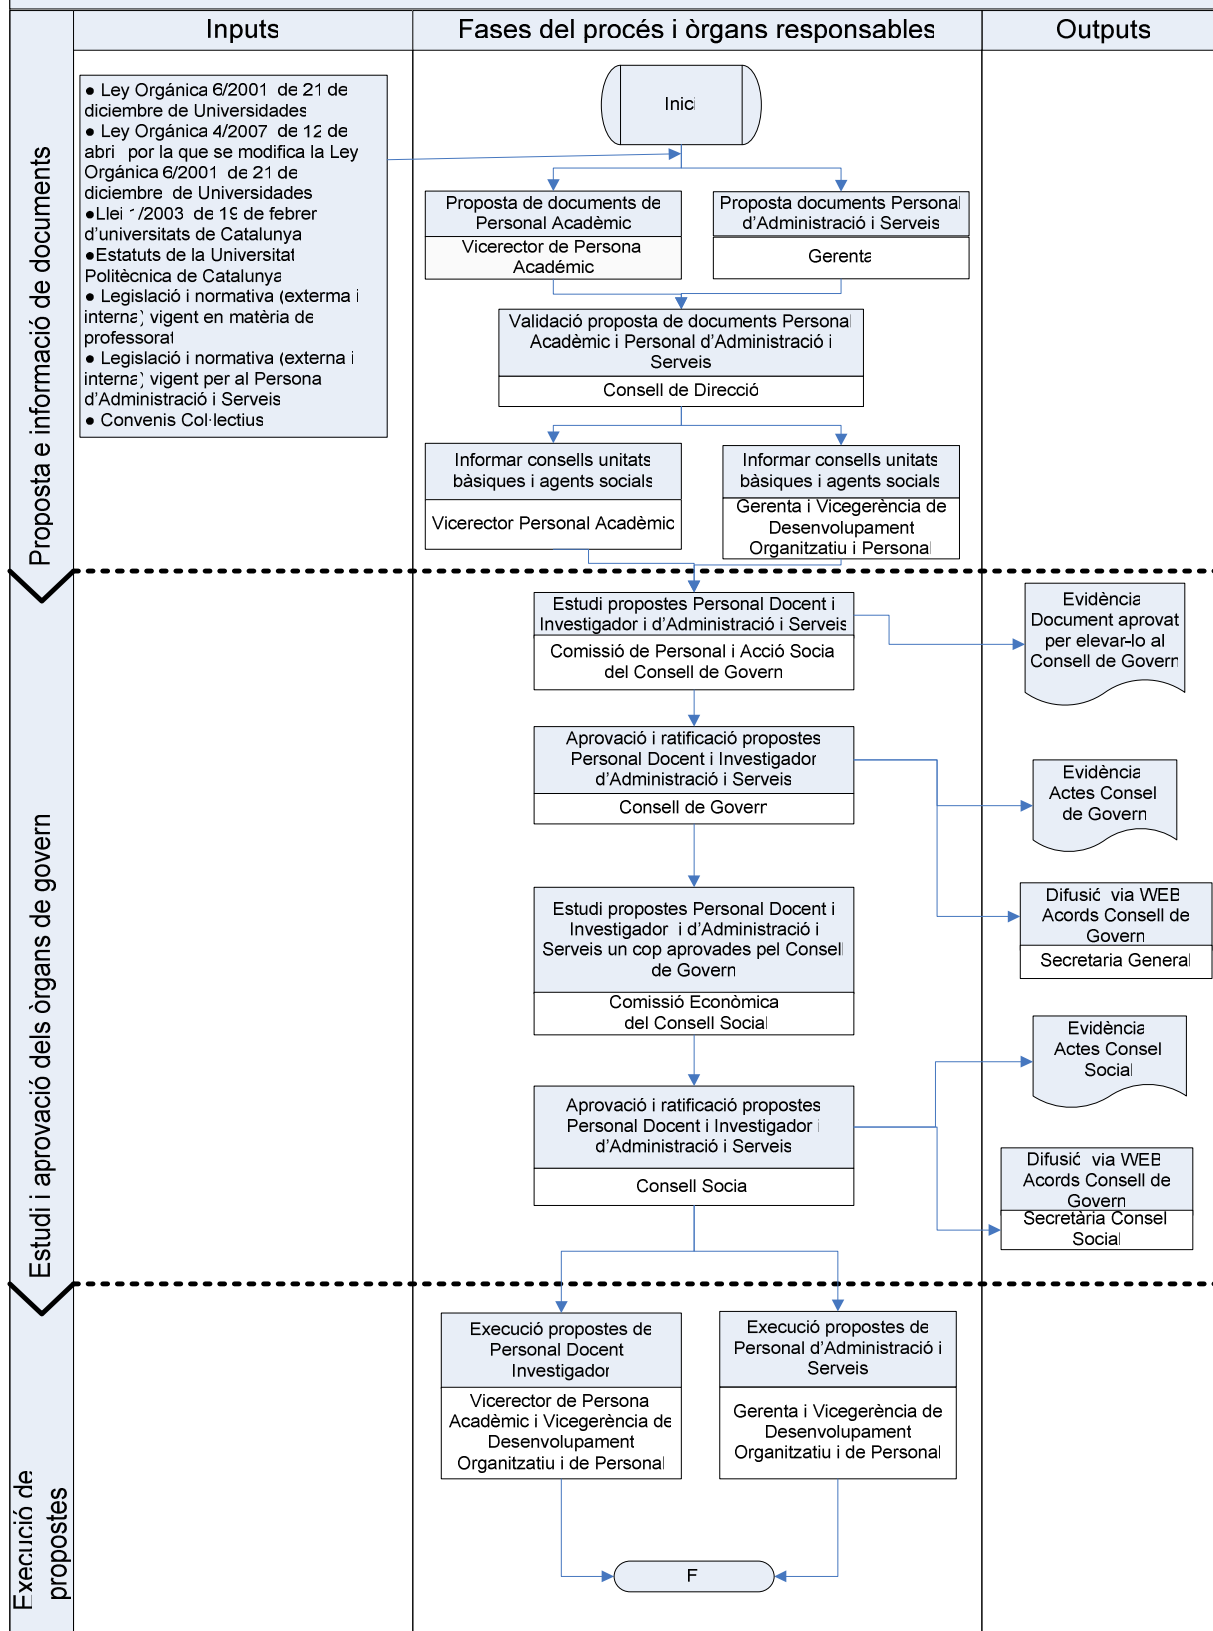 Inputs
Fases del procés i òrgans responsables
Outputs
Proposta e informació de documents
● Ley Orgánica 6/2001 de 21 de
diciembre de Universidades
● Ley Orgánica 4/2007 de 12 de
abri por la que se modifica la Ley
Orgánica 6/2001 de 21 de
diciembre de Universidades
●Llei 1/2003 de 19 de febrer
d'universitats de Catalunya
●Estatuts de la Universitat
Politècnica de Catalunya
● Legislació i normativa (exterma i
interna) vigent en matèria de
professorat
● Legislació i normativa (externa i
interna) vigent per al Persona
d'Administració i Serveis
● Convenis Col·lectius
Inici
Proposta de documents de
Personal Acadèmic
Vicerector de Persona
Académic
Proposta documents Personal
d'Administració i Serveis
Gerenta
Validació proposta de documents Personal
Acadèmic i Personal d'Administració i
Serveis
Consell de Direcció
Informar consells unitats
bàsiques i agents socials
Vicerector Personal Acadèmic
Informar consells unitats
bàsiques i agents socials
Gerenta i Vicegerència de
Desenvolupament
Organitzatiu i Personal
Estudi i aprovació dels òrgans de govern
Estudi propostes Personal Docent i
Investigador i d'Administració i Serveis
Comissió de Personal i Acció Socia
del Consell de Govern
Evidència
Document aprovat
per elevar-lo al
Consell de Govern
Aprovació i ratificació propostes
Personal Docent i Investigador
d'Administració i Serveis
Consell de Govern
Evidència
Actes Consel
de Govern
Difusió via WEB
Acords Consell de
Govern
Secretaria General
Estudi propostes Personal Docent i
Investigador i d'Administració i
Serveis un cop aprovades pel Consell
de Govern
Comissió Econòmica
del Consell Social
Evidència
Actes Consel
Social
Aprovació i ratificació propostes
Personal Docent i Investigador i
d'Administració i Serveis
Consell Socia
Difusió via WEB
Acords Consell de
Govern
Secretària Consel
Social
Execució de
propostes
Execució propostes de
Personal Docent
Investigador
Vicerector de Persona
Acadèmic i Vicegerència de
Desenvolupament
Organitzatiu i de Personal
Execució propostes de
Personal d'Administració i
Serveis
Gerenta i Vicegerència de
Desenvolupament
Organitzatiu i de Personal
F